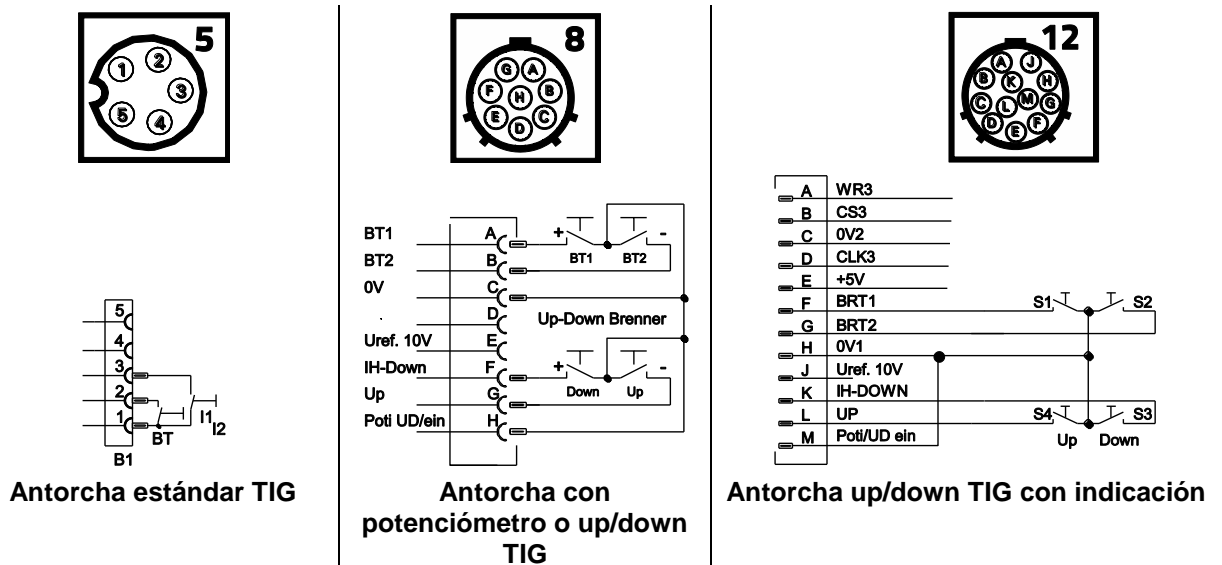 5
1
2
3
4
5
5
4
3
2
1
BT
I1
I2
B1
Antorcha estándar TIG
8
G
A
F
H
B
E
C
D
BT1
A
+
-
BT1
BT2
BT2
B
0V
C
D
Up-Down Brenner
Uref. 10V
E
IH-Down
F
+
-
Down
Up
Up
G
Poti UD/ein
H
Antorcha con
potenciómetro o up/down
TIG
12
A
J
B
K
H
C
L
M
G
D
F
E
A WR3
B CS3
C 0V2
D CLK3
E +5V
F BRT1
S1
S2
G BRT2
H 0V1
J Uref. 10V
K IH-DOWN
L UP
S4
S3
M Poti/UD ein
Up
Down
Antorcha up/down TIG con indicación